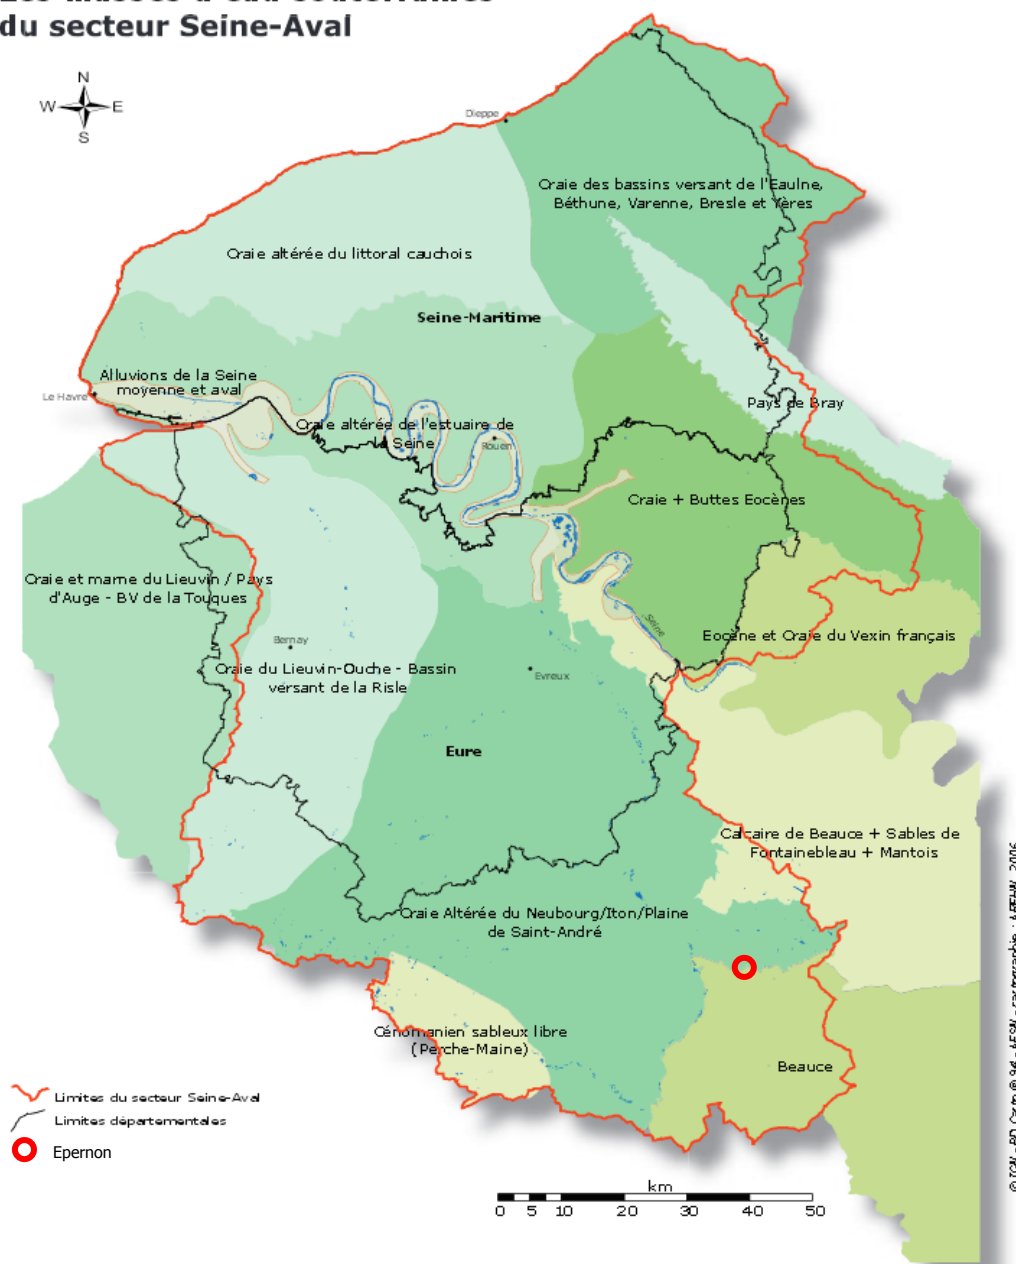 du secteur Seine-Aval
N
W E
S
Dieppe
Craie des bassins versant de l'Eaulne,
Béthune, Varenne, Bresle et Yères
Craie altérée du littoral cauchois
Seine-Maritime
Alluvions de la Seine
moyenne et aval
Le Havre
Pays de Bray
Craie altérée de l'estuaire de
la Seine
Rouen
Craie + Buttes Eocènes
Craie et marne du Lieuvin / Pays
d'Auge - BV de la Touques
Seine
Eocène et Craie du Vexin français
Bernay
Craie du Lieuvin-Ouche - Bassin
versant de la Risle
Evreux
Eure
Calcaire de Beauce + Sables de
Fontainebleau + Mantois
Craie Altérée du Neubourg/Iton/Plaine
de Saint-André
Cénomanien sableux libre
(Perche-Maine)
Beauce
Limites du secteur Seine-Aval
Limites départementales
Epernon
km
0 5 10 20 30 40 50